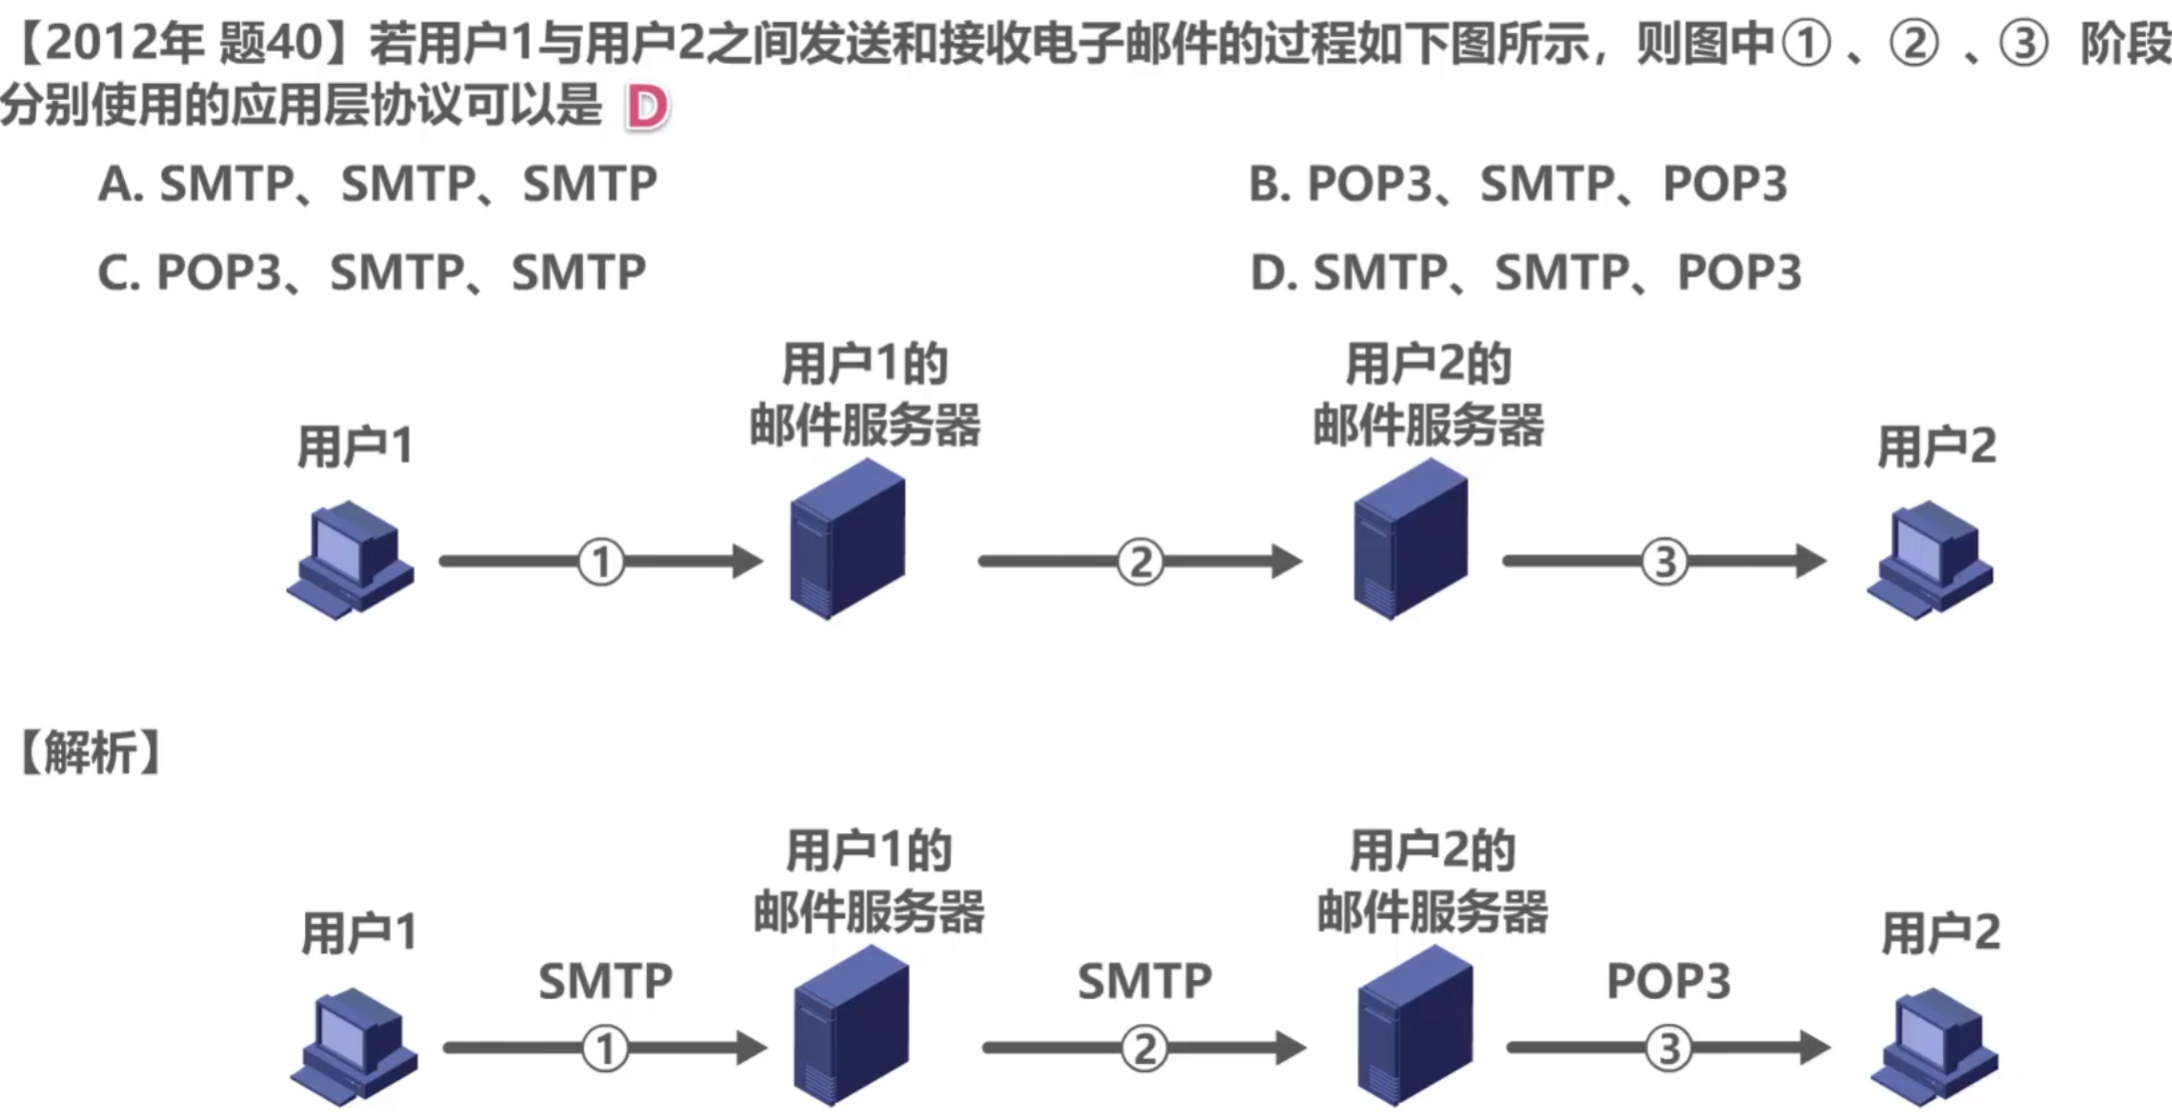 【2012年 题40】若用户1与用户2之间发送和接收电子邮件的过程如下图所示，则图中①、②、③ 阶段
分别使用的应用层协议可以是 D
A. SMTP、SMTP、SMTP
B. POP3、SMTP、POP3
C. POP3、SMTP、SMTP
D. SMTP、SMTP、POP3
用户1的
邮件服务器
用户2的
邮件服务器
用户1
用户2
①
②
③
【解析】
用户1的
邮件服务器
用户2的
邮件服务器
用户1
用户2
SMTP
SMTP
POP3
①
②
③